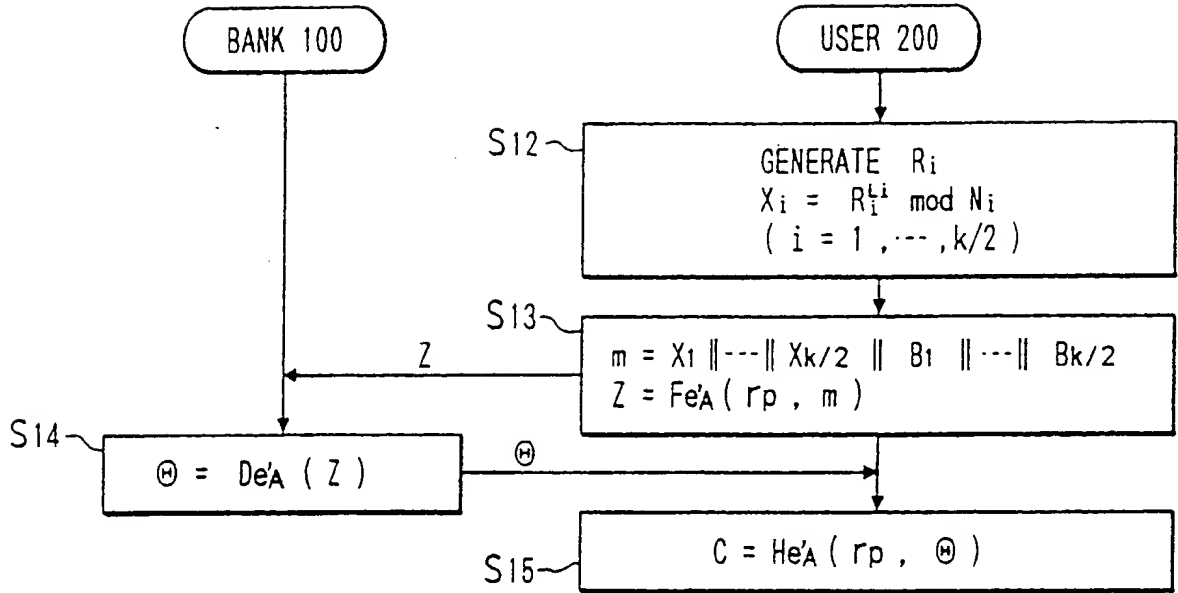 BANK 100
USER 200
S12
GENERATE Ri
Xi = Ri^Li mod Ni
( i = 1 ,---, k/2 )
S13
m = X1 ||---|| Xk/2 || B1 ||---|| Bk/2
Z = Fe'A ( rp , m )
Z
S14
Θ = De'A ( Z )
Θ
C = He'A ( rp , Θ )
S15